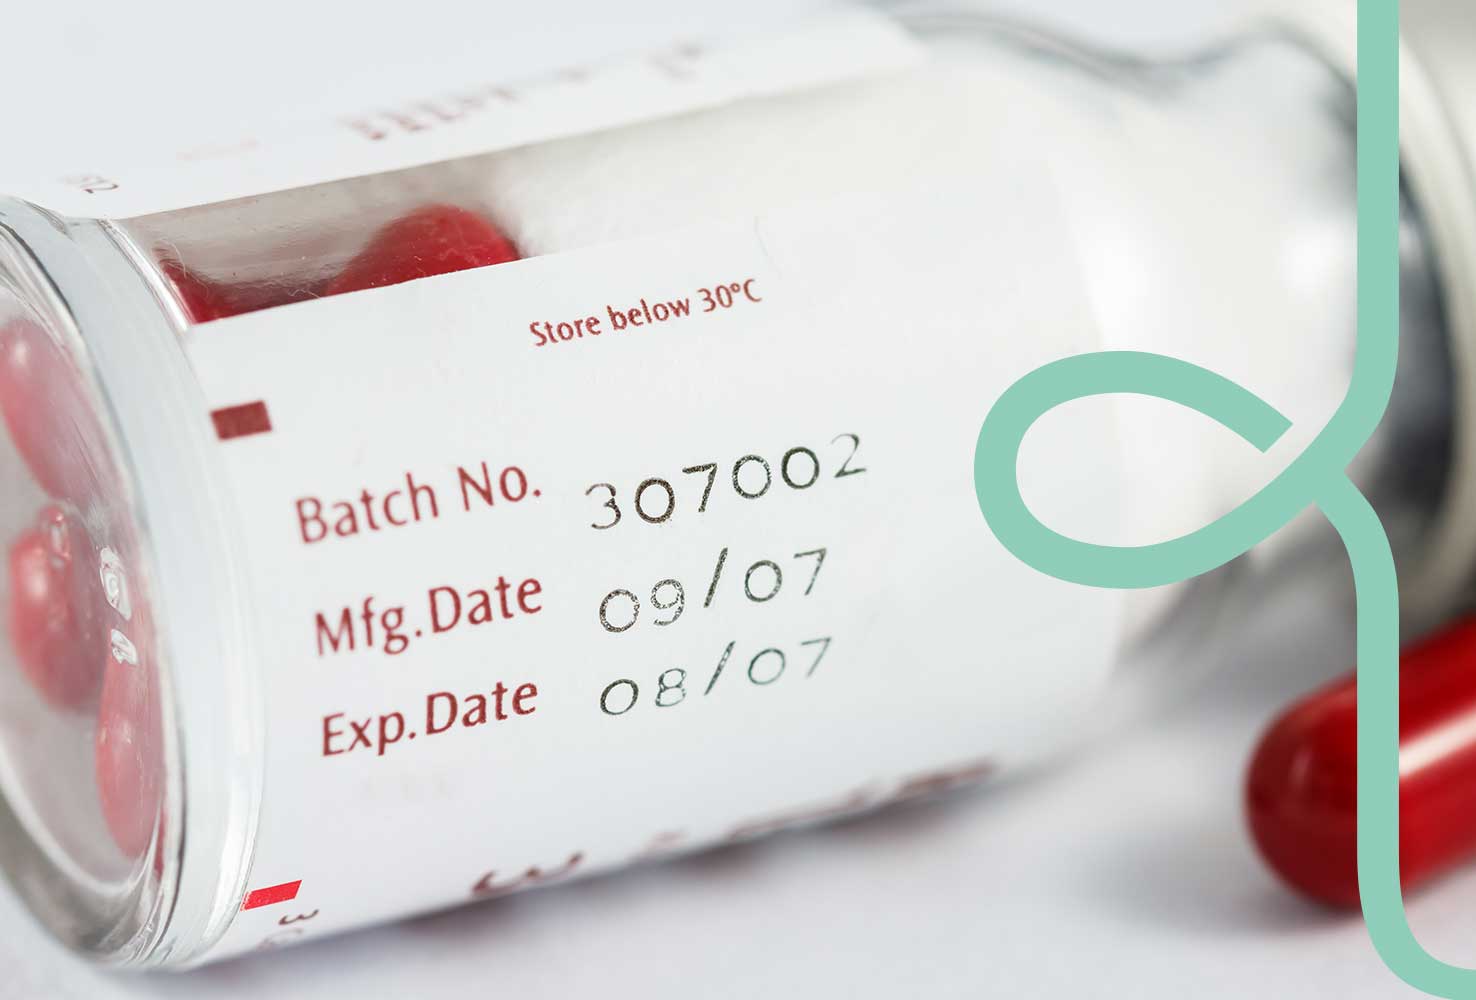 Store below 30°C
Batch No. 307002
Mfg.Date 09/07
Exp.Date 08/07